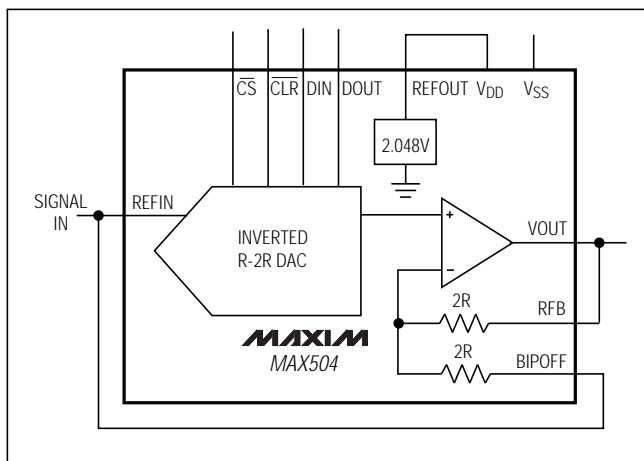 CS CLR DIN DOUT REFOUT VDD VSS
2.048V
SIGNAL
IN
REFIN
INVERTED
R-2R DAC
+
−
VOUT
2R
RFB
2R
BIPOFF
MAXIM
MAX504